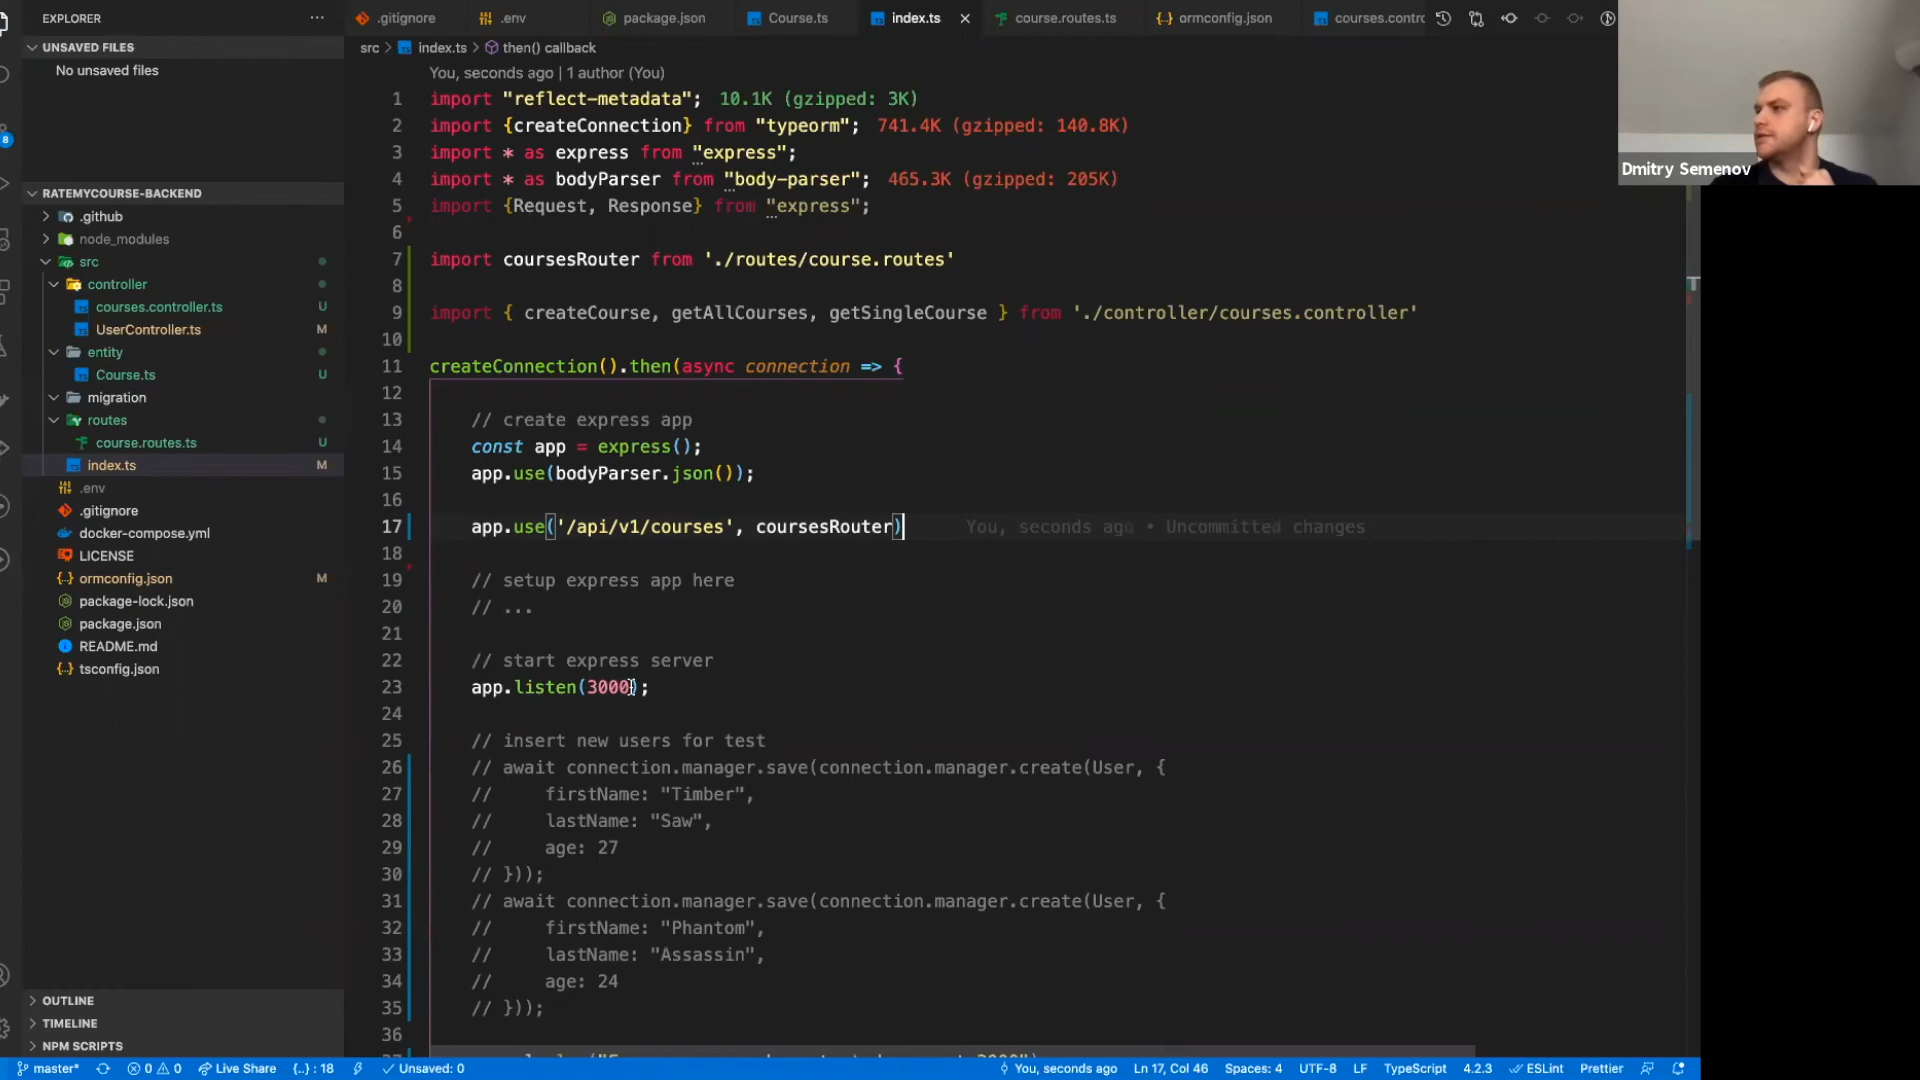 EXPLORER
UNSAVED FILES
No unsaved files
8
RATEMYCOURSE-BACKEND
.github
node_modules
src
controller
courses.controller.ts U
UserController.ts M
entity
Course.ts U
migration
routes
course.routes.ts U
index.ts M
.env
.gitignore
docker-compose.yml
LICENSE
ormconfig.json M
package-lock.json
package.json
README.md
tsconfig.json
OUTLINE
TIMELINE
NPM SCRIPTS
.gitignore .env package.json Course.ts index.ts course.routes.ts ormconfig.json courses.contro
src > index.ts > then() callback
You, seconds ago | 1 author (You)
1 import "reflect-metadata"; 10.1K (gzipped: 3K)
2 import {createConnection} from "typeorm"; 741.4K (gzipped: 140.8K)
3 import * as express from "express";
4 import * as bodyParser from "body-parser"; 465.3K (gzipped: 205K)
5 import {Request, Response} from "express";
6
7 import coursesRouter from './routes/course.routes'
8
9 import { createCourse, getAllCourses, getSingleCourse } from './controller/courses.controller'
10
11 createConnection().then(async connection => {
12
13 // create express app
14 const app = express();
15 app.use(bodyParser.json());
16
17 app.use('/api/v1/courses', coursesRouter) You, seconds ago • Uncommitted changes
18
19 // setup express app here
20 // ...
21
22 // start express server
23 app.listen(3000);
24
25 // insert new users for test
26 // await connection.manager.save(connection.manager.create(User, {
27 // firstName: "Timber",
28 // lastName: "Saw",
29 // age: 27
30 // }));
31 // await connection.manager.save(connection.manager.create(User, {
32 // firstName: "Phantom",
33 // lastName: "Assassin",
34 // age: 24
35 // }));
36
Dmitry Semenov
master* 0 0 Live Share {..} : 18 Unsaved: 0 You, seconds ago Ln 17, Col 46 Spaces: 4 UTF-8 LF TypeScript 4.2.3 ESLint Prettier